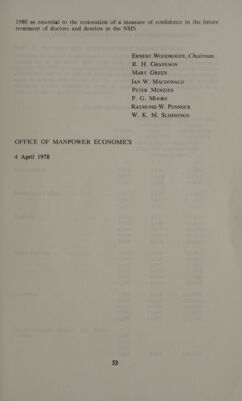 1980 as essential to the restoration of a measure of confidence in the future
treatment of doctors and dentists in the NHS.
ERNEST WOODROOFE, Chairman
R. H. GRAVESON
MARY GREEN
IAN W. MACDONALD
PETER MENZIES
P. G. MOORE
RAYMOND W. PENNOCK
W. K. M. SLIMMINGS
OFFICE OF MANPOWER ECONOMICS
4 April 1978
53